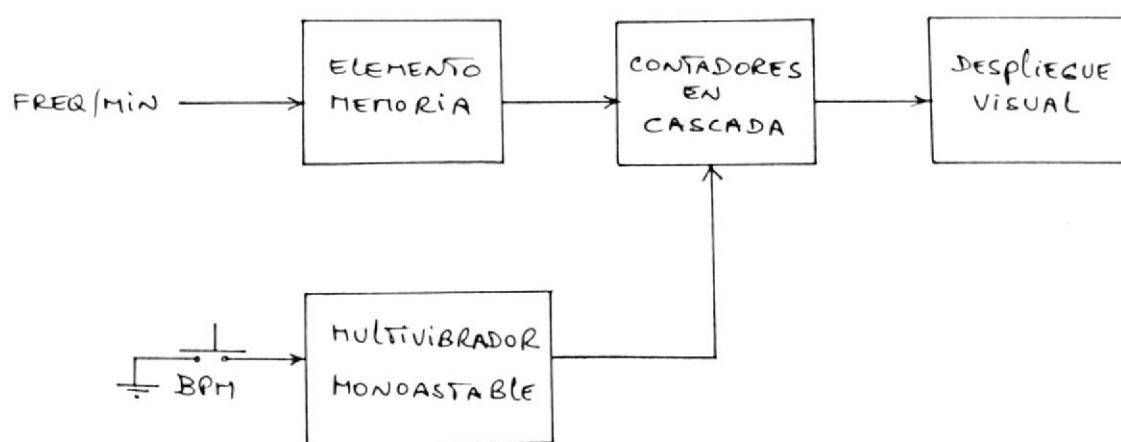 FREQ/MIN
ELEMENTO
MEMORIA
CONTADORES
EN
CASCADA
DESPLIEGUE
VISUAL
BPM
MULTIVIBRADOR
MONOASTABLE